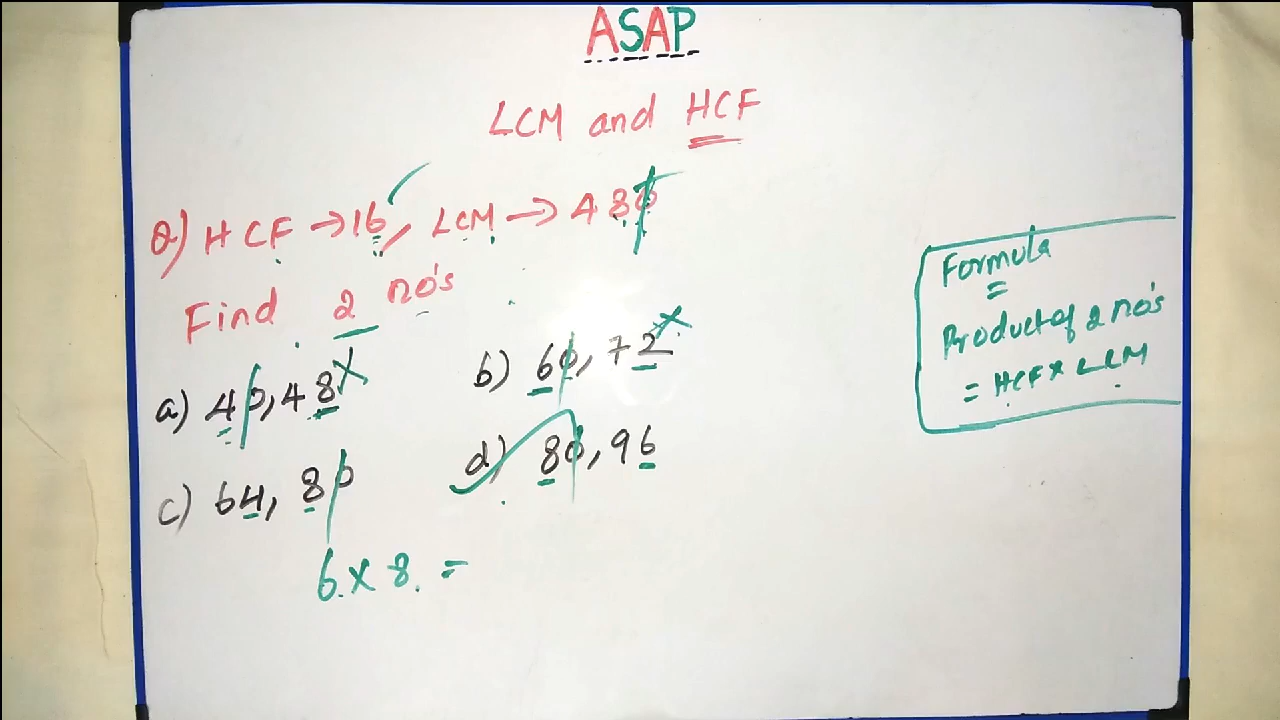 ASAP
LCM and HCF
Q) HCF → 16, LCM → 480
Find 2 no's
a) 40, 48
b) 60, 72
c) 64, 80
d) 80, 96
6 x 8 =
Formula
=
Product of 2 no's
= HCF x LCM